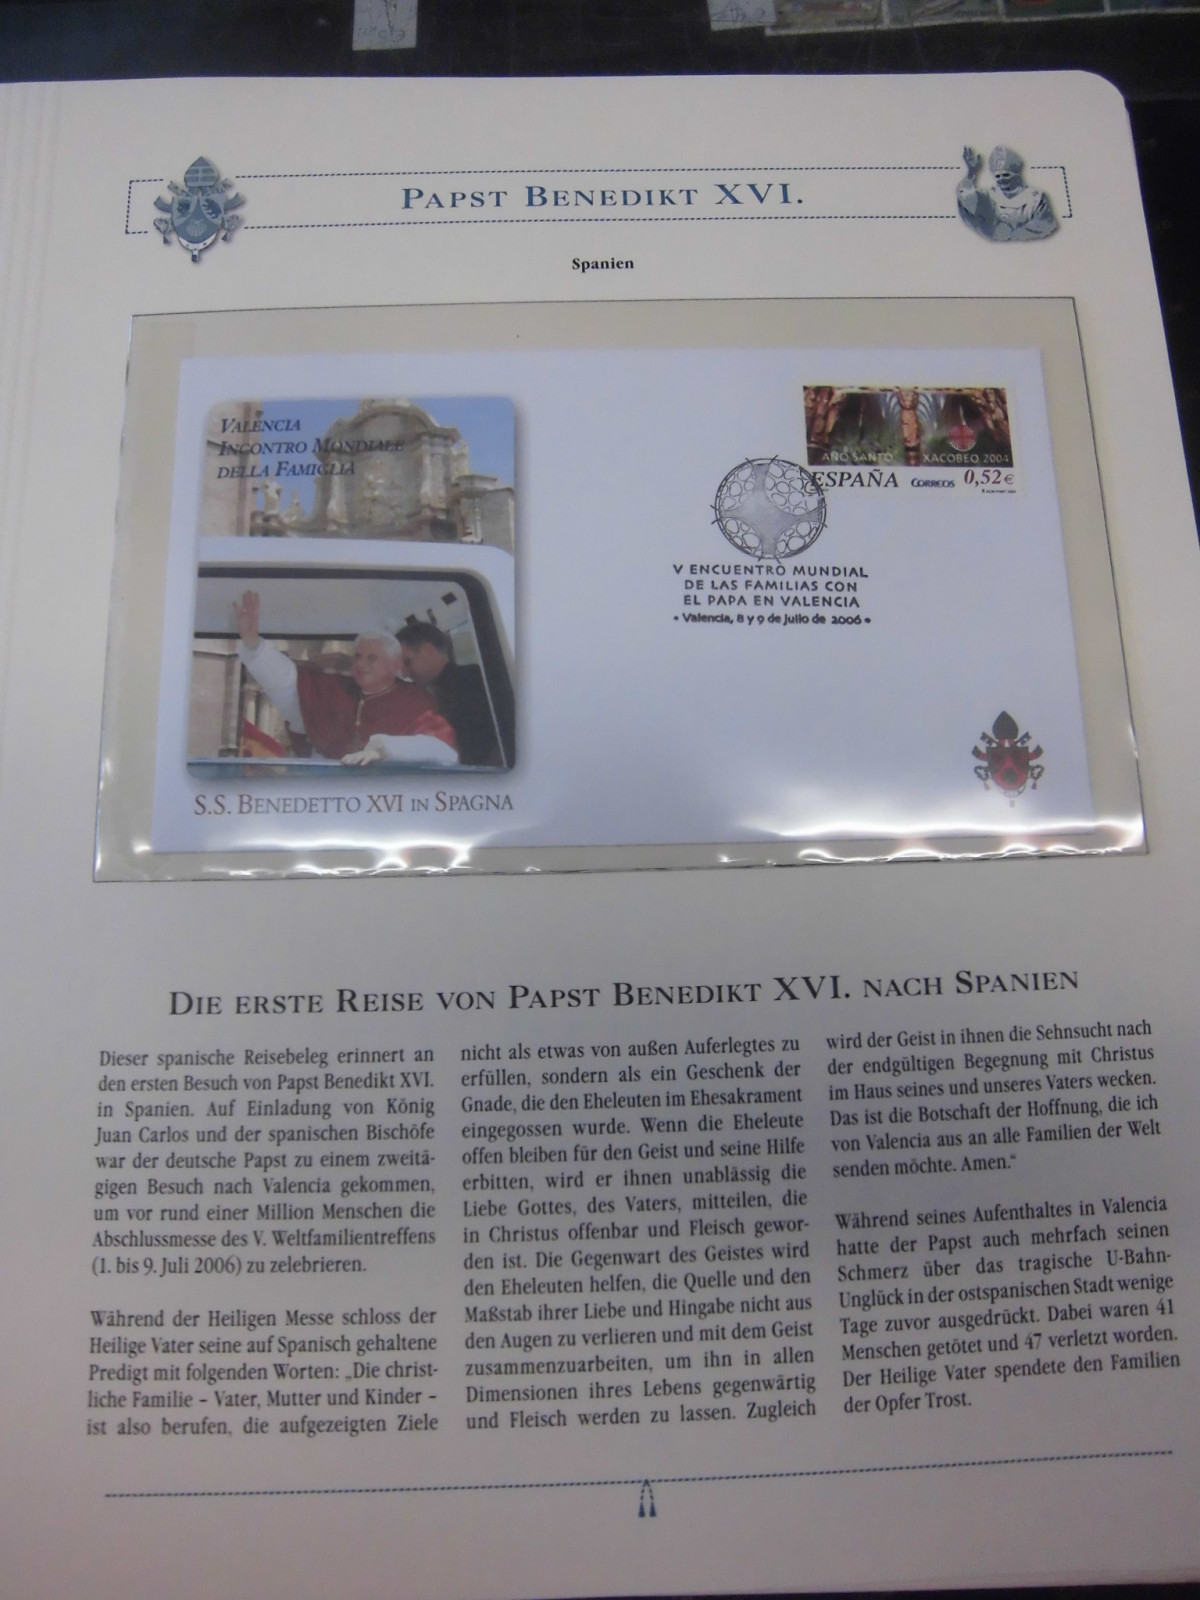 PAPST BENEDIKT XVI.
Spanien
VALENCIA
INCONTRO MONDIALE
DELLA FAMIGLIA
S.S. BENEDETTO XVI IN SPAGNA
AÑO SANTO XACOBEO 2004
ESPAÑA CORREOS 0,52€
V ENCUENTRO MUNDIAL
DE LAS FAMILIAS CON
EL PAPA EN VALENCIA
• Valencia, 8 y 9 de julio de 2006 •
DIE ERSTE REISE VON PAPST BENEDIKT XVI. NACH SPANIEN
Dieser spanische Reisebeleg erinnert an
den ersten Besuch von Papst Benedikt XVI.
in Spanien. Auf Einladung von König
Juan Carlos und der spanischen Bischöfe
war der deutsche Papst zu einem zweitä-
gigen Besuch nach Valencia gekommen,
um vor rund einer Million Menschen die
Abschlussmesse des V. Weltfamilientreffens
(1. bis 9. Juli 2006) zu zelebrieren.
Während der Heiligen Messe schloss der
Heilige Vater seine auf Spanisch gehaltene
Predigt mit folgenden Worten: „Die christ-
liche Familie – Vater, Mutter und Kinder –
ist also berufen, die aufgezeigten Ziele
nicht als etwas von außen Auferlegtes zu
erfüllen, sondern als ein Geschenk der
Gnade, die den Eheleuten im Ehesakrament
eingegossen wurde. Wenn die Eheleute
offen bleiben für den Geist und seine Hilfe
erbitten, wird er ihnen unablässig die
Liebe Gottes, des Vaters, mitteilen, die
in Christus offenbar und Fleisch gewor-
den ist. Die Gegenwart des Geistes wird
den Eheleuten helfen, die Quelle und den
Maßstab ihrer Liebe und Hingabe nicht aus
den Augen zu verlieren und mit dem Geist
zusammenzuarbeiten, um ihn in allen
Dimensionen ihres Lebens gegenwärtig
und Fleisch werden zu lassen. Zugleich
wird der Geist in ihnen die Sehnsucht nach
der endgültigen Begegnung mit Christus
im Haus seines und unseres Vaters wecken.
Das ist die Botschaft der Hoffnung, die ich
von Valencia aus an alle Familien der Welt
senden möchte. Amen.“
Während seines Aufenthaltes in Valencia
hatte der Papst auch mehrfach seinen
Schmerz über das tragische U-Bahn-
Unglück in der ostspanischen Stadt wenige
Tage zuvor ausgedrückt. Dabei waren 41
Menschen getötet und 47 verletzt worden.
Der Heilige Vater spendete den Familien
der Opfer Trost.